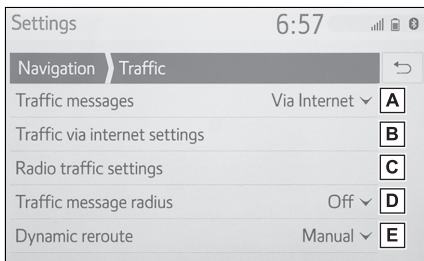 Settings 6:57
Navigation Traffic
Traffic messages Via Internet A
Traffic via internet settings B
Radio traffic settings C
Traffic message radius Off D
Dynamic reroute Manual E